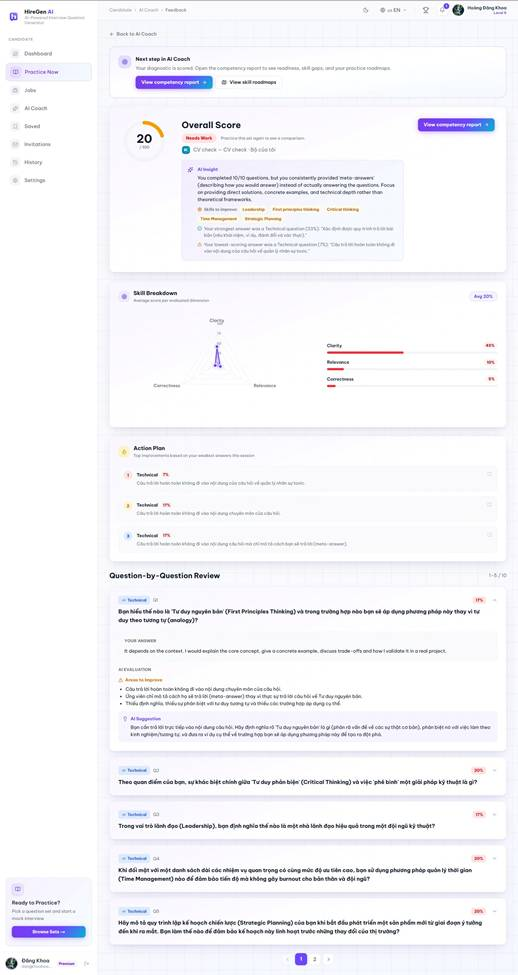 HireGen AI
AI-Powered Interview Question Generator
CANDIDATE
Dashboard
Practice Now
Jobs
AI Coach
Saved
Invitations
History
Settings
Ready to Practice?
Pick a question set and start a mock interview
Browse Sets →
Đăng Khoa
Premium
Candidate › AI Coach › Feedback
EN
Hoàng Đăng Khoa
Level 6
← Back to AI Coach
Next step in AI Coach
Your diagnostic is scored. Open the competency report to see readiness, skill gaps, and your practice roadmaps.
View competency report →
View skill roadmaps
20
/ 100
Overall Score
Needs Work
Practice this set again to see a comparison.
CV check — CV check · Bộ của tôi
View competency report →
AI Insight
You completed 10/10 questions, but you consistently provided 'meta-answers'
(describing how you would answer) instead of actually answering the questions. Focus
on providing direct solutions, concrete examples, and technical depth rather than
theoretical frameworks.
Skills to improve:
Leadership
First principles thinking
Critical thinking
Time Management
Strategic Planning
Your strongest answer was a Technical question (33%): "Xác định được quy trình trả lời bài
bản (nêu khái niệm, ví dụ, đánh đổi và xác thực)."
Your lowest-scoring answer was a Technical question (7%): "Câu trả lời hoàn toàn không đi
vào nội dung của câu hỏi về quản lý nhân sự toxic."
Skill Breakdown
Average score per evaluated dimension
Avg 20%
Clarity
Correctness
Relevance
Clarity
45%
Relevance
10%
Correctness
5%
Action Plan
Top improvements based on your weakest answers this session
1
Technical
7%
Câu trả lời hoàn toàn không đi vào nội dung của câu hỏi về quản lý nhân sự toxic.
2
Technical
17%
Câu trả lời hoàn toàn không đi vào nội dung chuyên môn của câu hỏi.
3
Technical
17%
Câu trả lời hoàn toàn không đi vào nội dung câu hỏi mà chỉ mô tả cách bạn sẽ trả lời (meta-answer).
Question-by-Question Review
1–5 / 10
Technical
Q1
17%
Bạn hiểu thế nào là 'Tư duy nguyên bản' (First Principles Thinking) và trong trường hợp nào bạn sẽ áp dụng phương pháp này thay vì tư
duy theo tương tự (analogy)?
YOUR ANSWER
It depends on the context, I would explain the core concept, give a concrete example, discuss trade-offs and how I validate it in a real project.
AI EVALUATION
Areas to Improve
Câu trả lời hoàn toàn không đi vào nội dung chuyên môn của câu hỏi.
Ứng viên chỉ mô tả cách họ sẽ trả lời (meta-answer) thay vì thực sự trả lời câu hỏi về Tư duy nguyên bản.
Thiếu định nghĩa, thiếu sự phân biệt với tư duy tương tự và thiếu các trường hợp áp dụng cụ thể.
AI Suggestion
Bạn cần trả lời trực tiếp vào nội dung câu hỏi. Hãy định nghĩa rõ 'Tư duy nguyên bản' là gì (phân rã vấn đề về các sự thật cơ bản), phân biệt nó với việc làm theo
kinh nghiệm/tương tự, và đưa ra ví dụ cụ thể về trường hợp bạn sẽ áp dụng phương pháp này để tạo ra đột phá.
Technical
Q2
20%
Theo quan điểm của bạn, sự khác biệt chính giữa 'Tư duy phản biện' (Critical Thinking) và việc 'phê bình' một giải pháp kỹ thuật là gì?
Technical
Q3
17%
Trong vai trò lãnh đạo (Leadership), bạn định nghĩa thế nào là một nhà lãnh đạo hiệu quả trong một đội ngũ kỹ thuật?
Technical
Q4
20%
Khi đối mặt với một danh sách dài các nhiệm vụ quan trọng có cùng mức độ ưu tiên cao, bạn sử dụng phương pháp quản lý thời gian
(Time Management) nào để đảm bảo tiến độ mà không gây burnout cho bản thân và đội ngũ?
Technical
Q5
20%
Hãy mô tả quy trình lập kế hoạch chiến lược (Strategic Planning) của bạn khi bắt đầu phát triển một sản phẩm mới từ giai đoạn ý tưởng
đến khi ra mắt. Bạn làm thế nào để đảm bảo kế hoạch này linh hoạt trước những thay đổi của thị trường?
‹ 1 2 ›